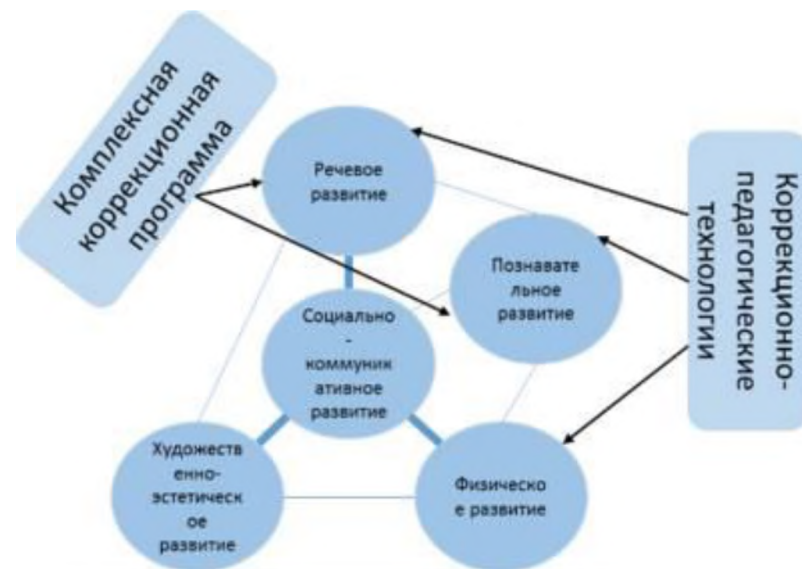 Комплексная
коррекционная
программа
Речевое
развитие
Познавате
льное
развитие
Социально
-
коммуник
ативное
развитие
Художеств
енно-
эстетическ
ое
развитие
Физическо
е развитие
Коррекционно-
педагогические
технологии